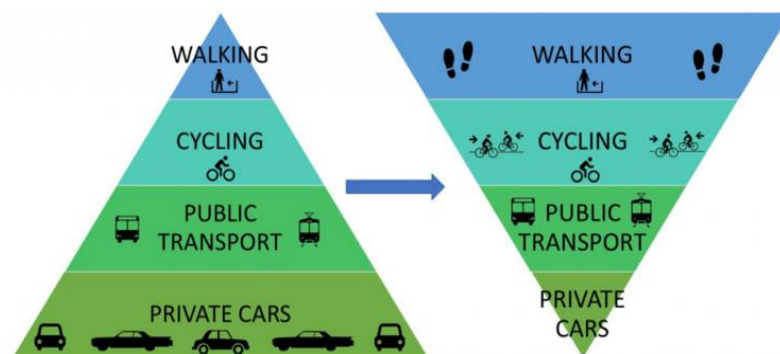 WALKING
CYCLING
PUBLIC
TRANSPORT
PRIVATE CARS
WALKING
CYCLING
PUBLIC
TRANSPORT
PRIVATE
CARS